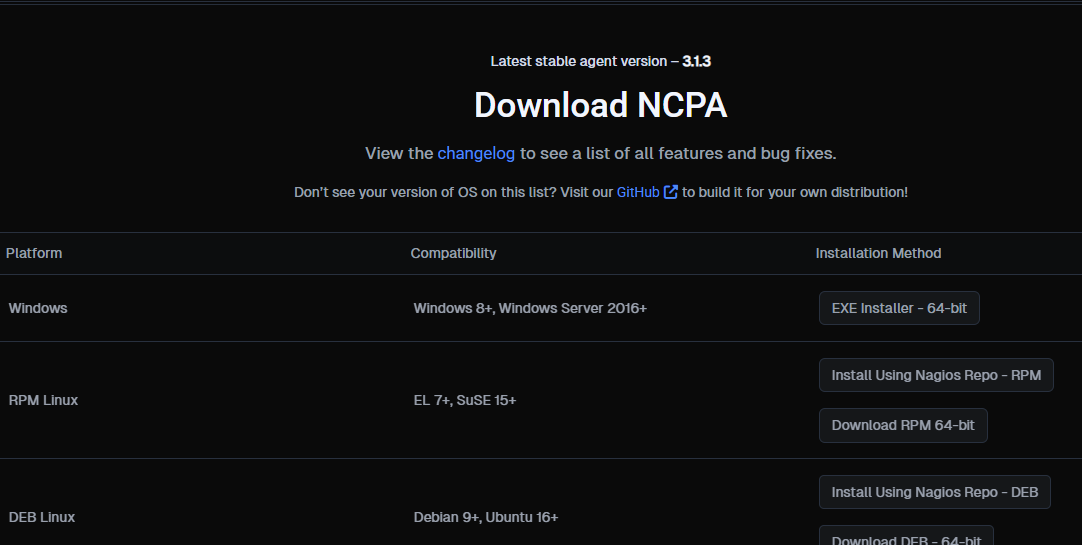 Latest stable agent version – 3.1.3
Download NCPA
View the changelog to see a list of all features and bug fixes.
Don't see your version of OS on this list? Visit our GitHub to build it for your own distribution!
Platform Compatibility Installation Method
Windows Windows 8+, Windows Server 2016+ EXE Installer - 64-bit
RPM Linux EL 7+, SuSE 15+ Install Using Nagios Repo - RPM
Download RPM 64-bit
DEB Linux Debian 9+, Ubuntu 16+ Install Using Nagios Repo - DEB
Download DEB - 64-bit